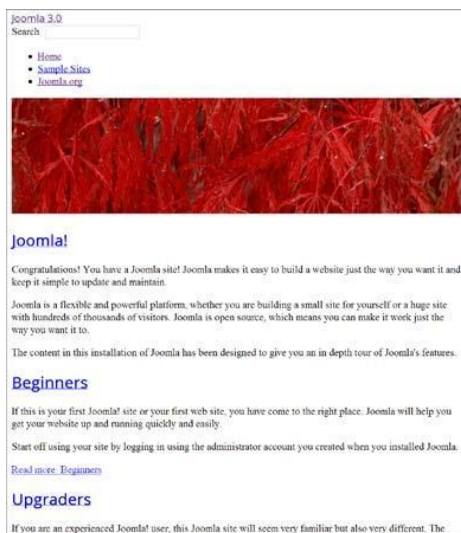 Joomla 3.0
Search
Home
Sample Sites
Joomla.org
Joomla!
Congratulations! You have a Joomla site! Joomla makes it easy to build a website just the way you want it and
keep it simple to update and maintain.
Joomla is a flexible and powerful platform, whether you are building a small site for yourself or a huge site
with hundreds of thousands of visitors. Joomla is open source, which means you can make it work just the
way you want it to.
The content in this installation of Joomla has been designed to give you an in depth tour of Joomla's features.
Beginners
If this is your first Joomla! site or your first web site, you have come to the right place. Joomla will help you
get your website up and running quickly and easily.
Start off using your site by logging in using the administrator account you created when you installed Joomla.
Read more: Beginners
Upgraders
If you are an experienced Joomla! user, this Joomla site will seem very familiar but also very different. The